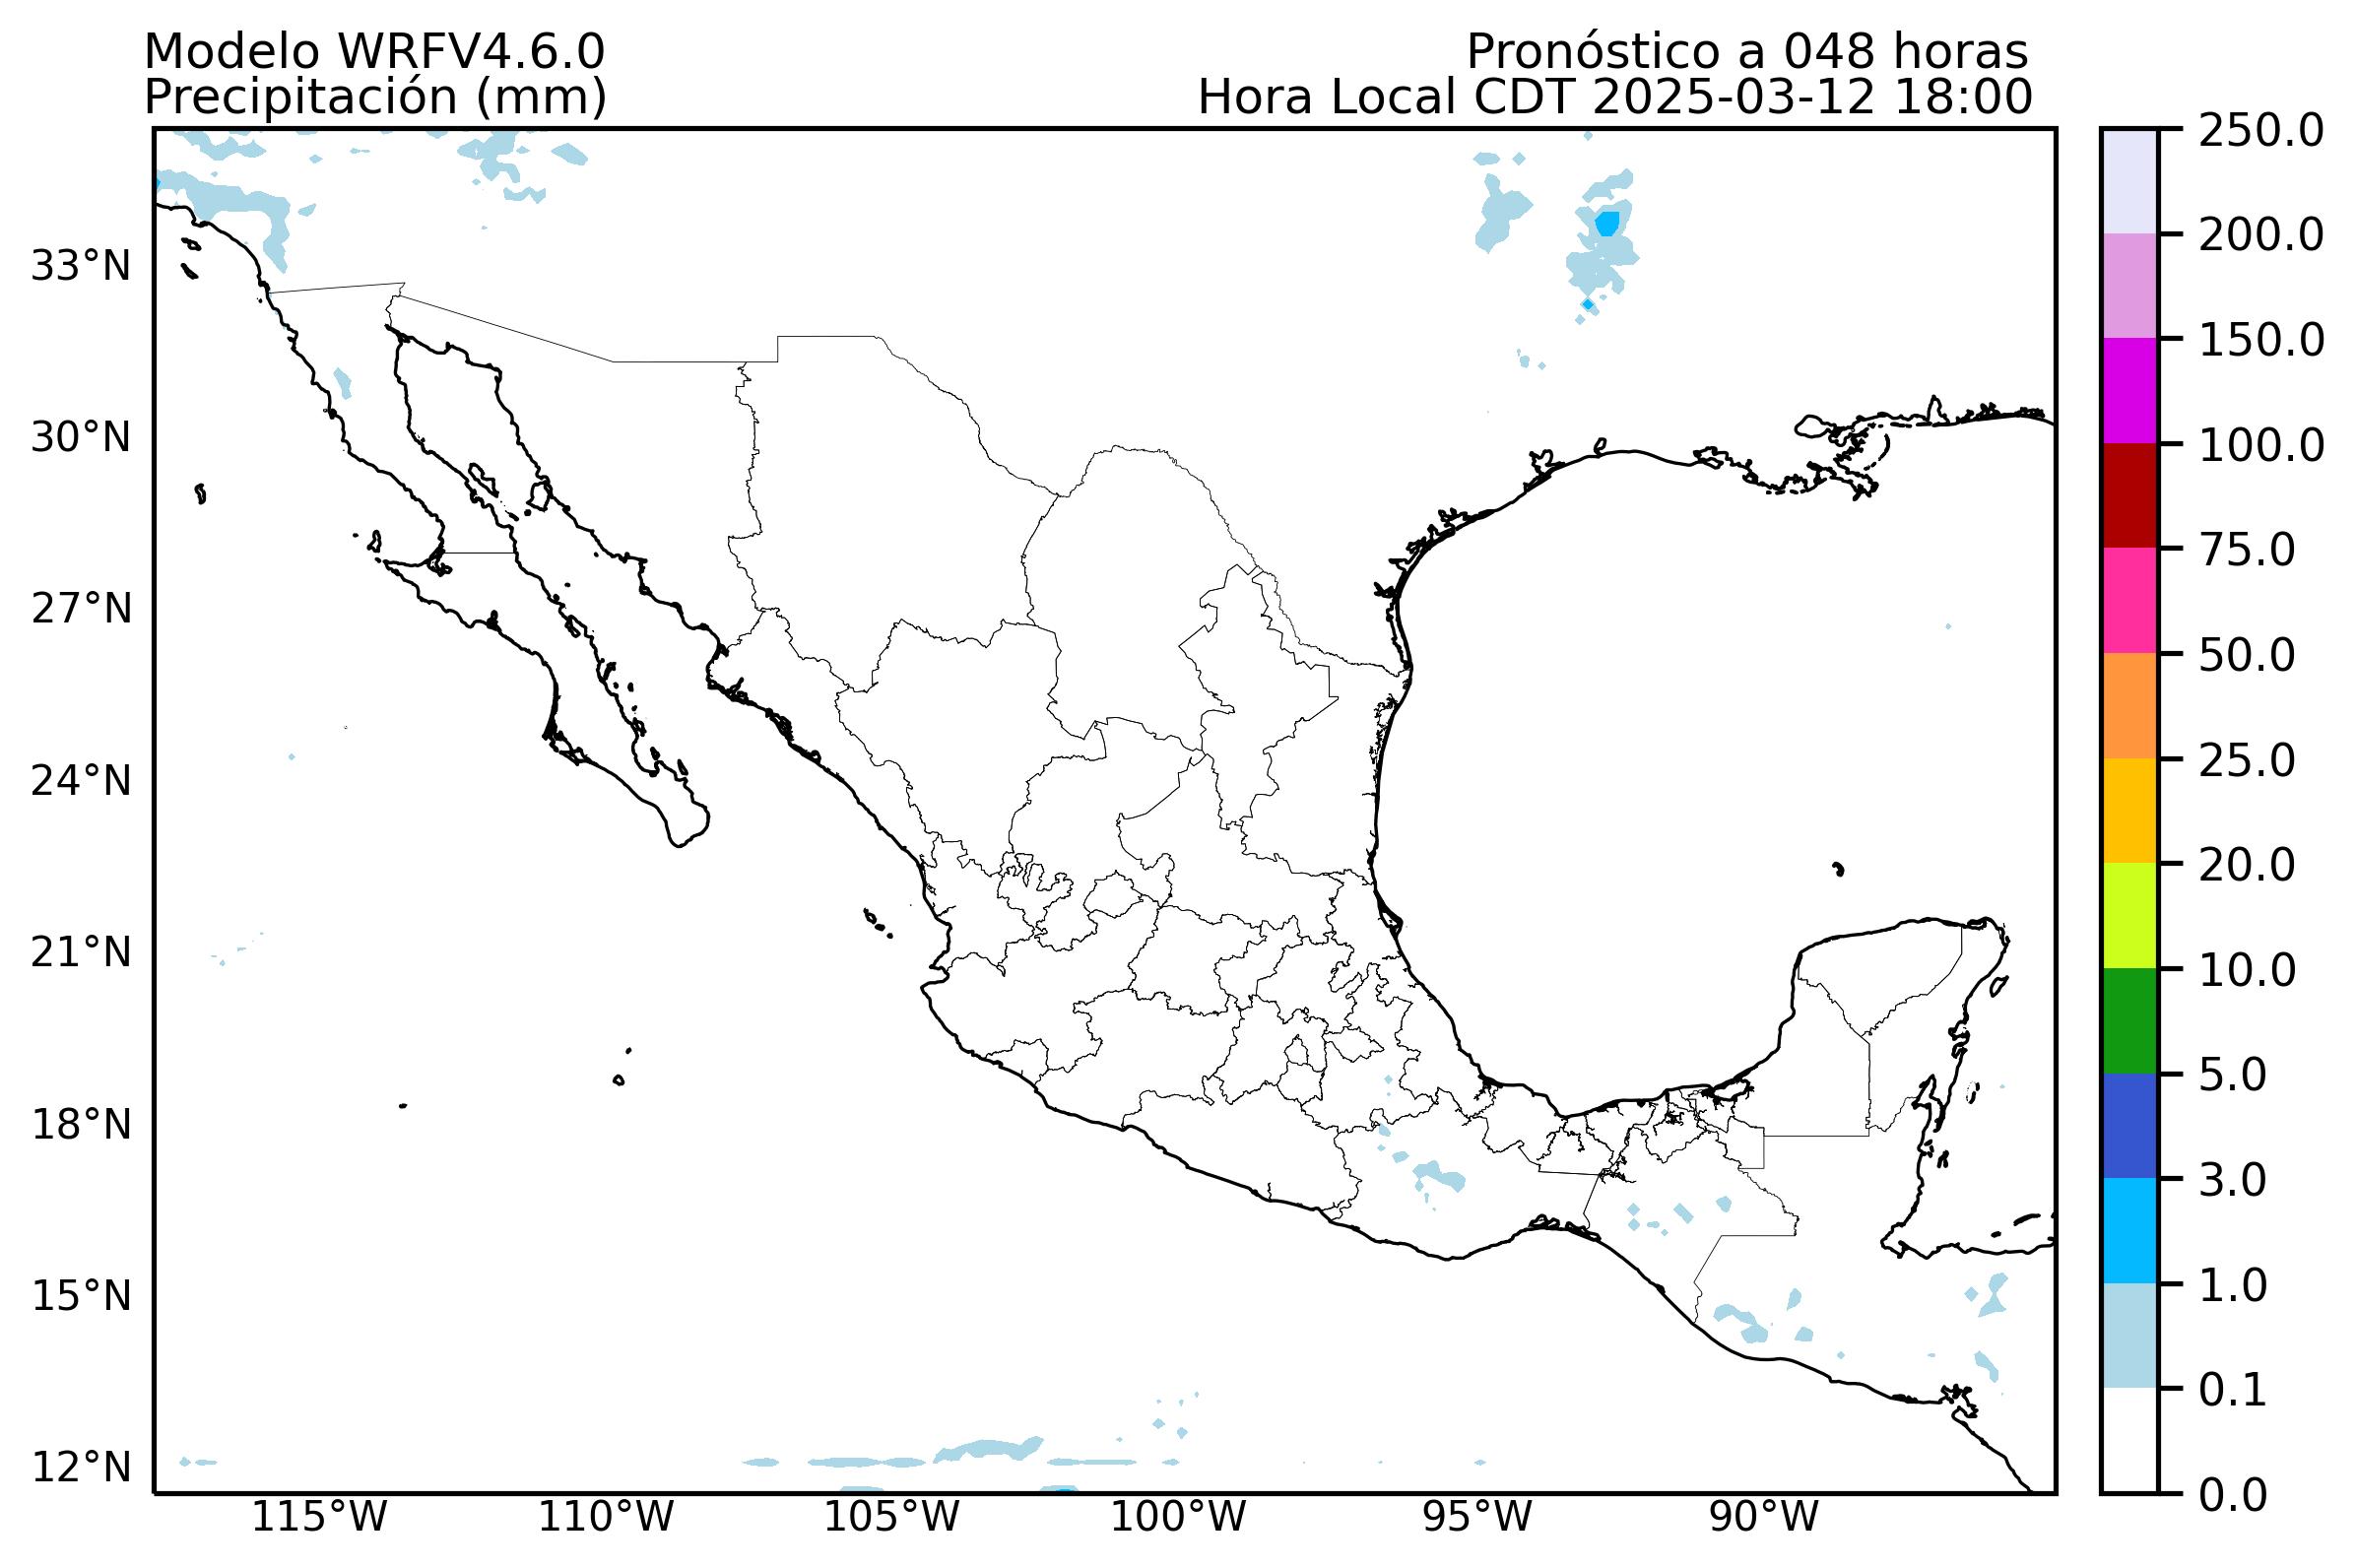 Modelo WRFV4.6.0
Precipitación (mm)
Pronóstico a 048 horas
Hora Local CDT 2025-03-12 18:00
33°N
30°N
27°N
24°N
21°N
18°N
15°N
12°N
115°W
110°W
105°W
100°W
95°W
90°W
250.0
200.0
150.0
100.0
75.0
50.0
25.0
20.0
10.0
5.0
3.0
1.0
0.1
0.0